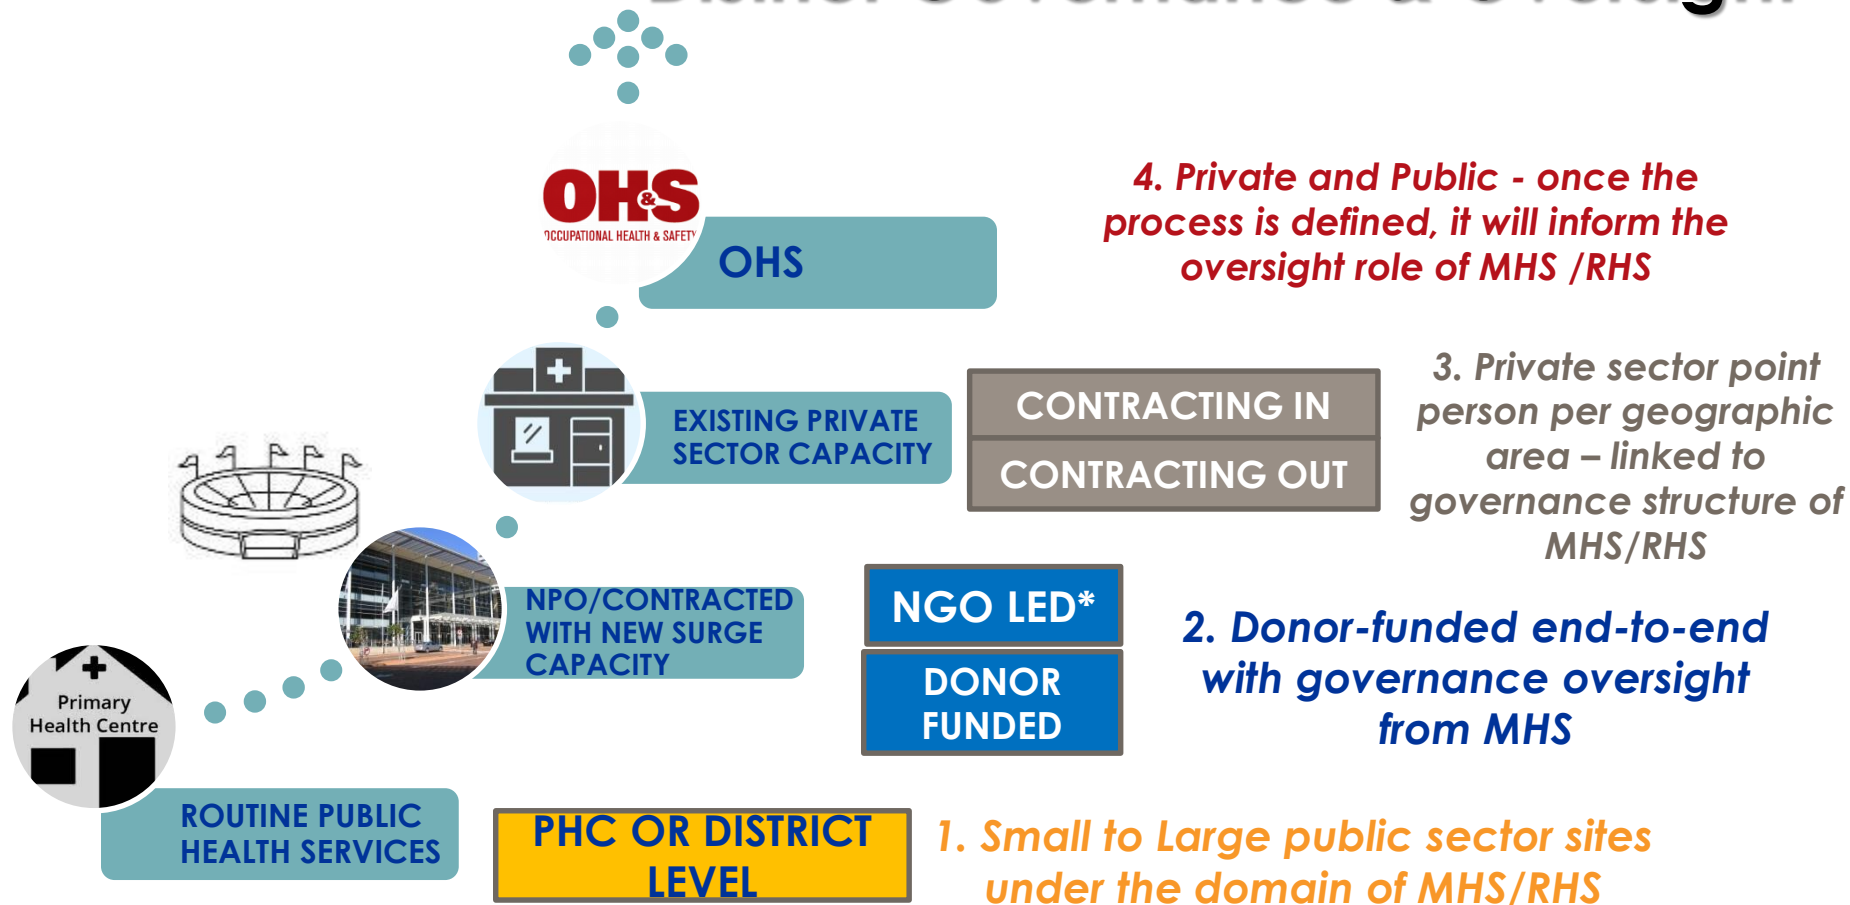 District Governance & Oversight
OH&S
OCCUPATIONAL HEALTH & SAFETY
OHS
4. Private and Public - once the
process is defined, it will inform the
oversight role of MHS /RHS
EXISTING PRIVATE
SECTOR CAPACITY
CONTRACTING IN
CONTRACTING OUT
3. Private sector point
person per geographic
area – linked to
governance structure of
MHS/RHS
NPO/CONTRACTED
WITH NEW SURGE
CAPACITY
NGO LED*
DONOR
FUNDED
2. Donor-funded end-to-end
with governance oversight
from MHS
Primary
Health Centre
ROUTINE PUBLIC
HEALTH SERVICES
PHC OR DISTRICT
LEVEL
1. Small to Large public sector sites
under the domain of MHS/RHS